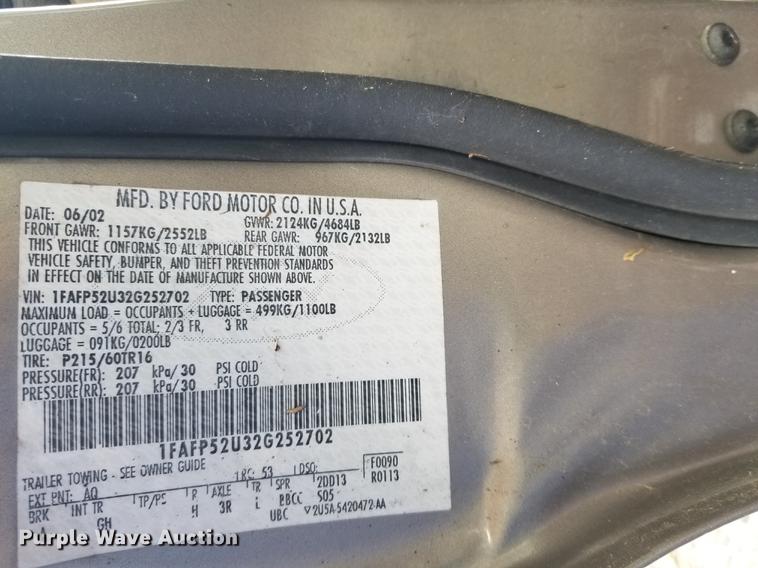 MFD. BY FORD MOTOR CO. IN U.S.A.
DATE: 06/02 GVWR: 2124KG/4684LB
FRONT GAWR: 1157KG/2552LB REAR GAWR: 967KG/2132LB
THIS VEHICLE CONFORMS TO ALL APPLICABLE FEDERAL MOTOR
VEHICLE SAFETY, BUMPER, AND THEFT PREVENTION STANDARDS
IN EFFECT ON THE DATE OF MANUFACTURE SHOWN ABOVE.
VIN: 1FAFP52U32G252702 TYPE: PASSENGER
MAXIMUM LOAD = OCCUPANTS + LUGGAGE = 499KG/1100LB
OCCUPANTS = 5/6 TOTAL; 2/3 FR, 3 RR
LUGGAGE = 091KG/0200LB
TIRE: P215/60TR16
PRESSURE(FR): 207 kPa/30 PSI COLD
PRESSURE(RR): 207 kPa/30 PSI COLD
1FAFP52U32G252702
TRAILER TOWING - SEE OWNER GUIDE RC: 53 DSO: F0090
EXT PNT: AQ R0113
BRK INT TR TP/PS R AXLE TR SPR 2DD13
GH H 3R BBCC S05
UBC 2U5A-5420472-AA
Purple Wave Auction